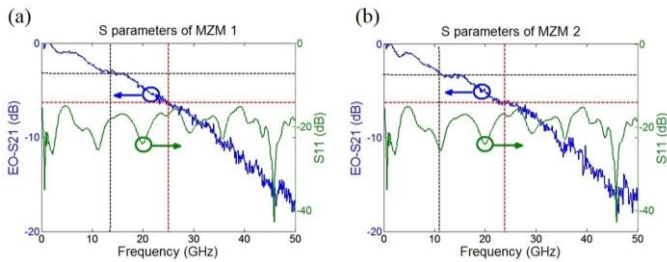 (a)
S parameters of MZM 1
0
-10
-20
EO-S21 (dB)
0
-20
-40
S11 (dB)
0
10
20
30
40
50
Frequency (GHz)
(b)
S parameters of MZM 2
0
-10
-20
EO-S21 (dB)
0
-20
-40
S11 (dB)
0
10
20
30
40
50
Frequency (GHz)